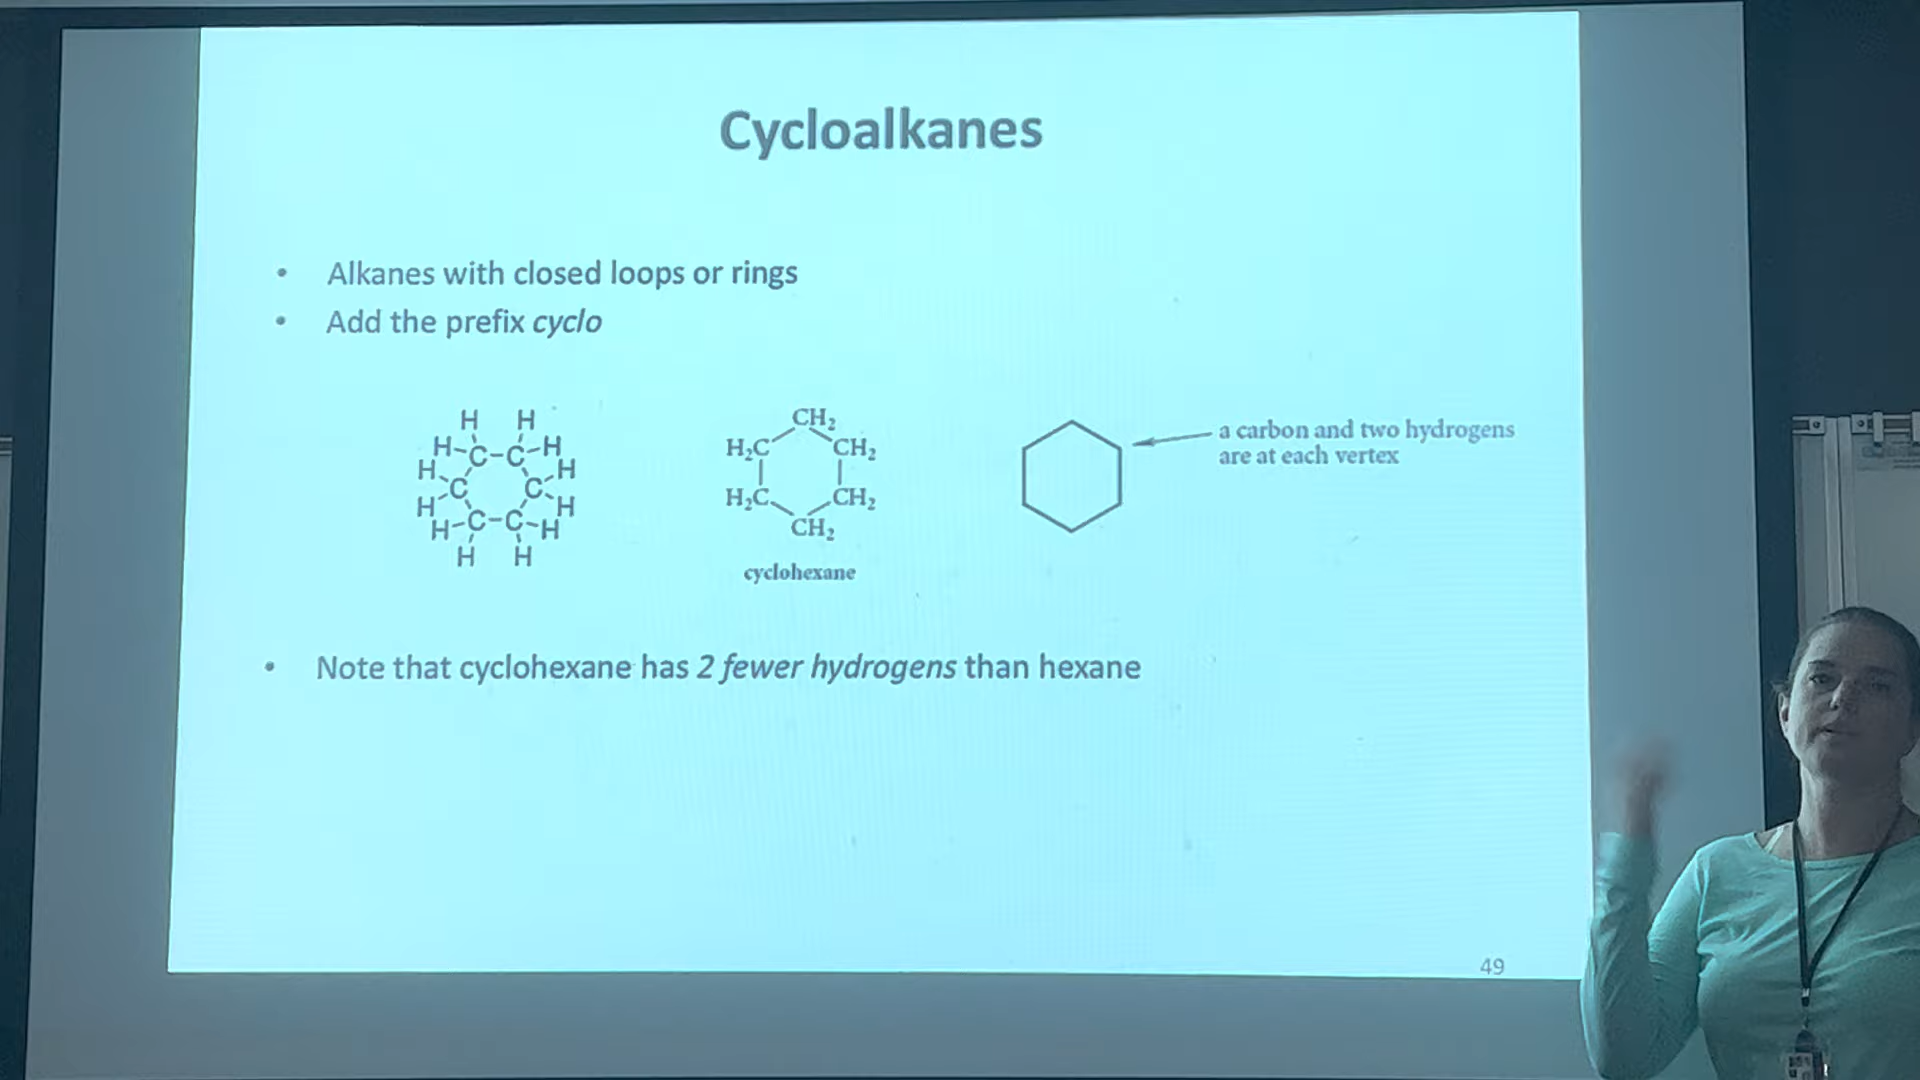 Cycloalkanes
• Alkanes with closed loops or rings
• Add the prefix cyclo
H H
H-C-C-H
H H
C C
H H
H-C-C-H
H H
CH₂
H₂C CH₂
H₂C CH₂
CH₂
cyclohexane
a carbon and two hydrogens
are at each vertex
• Note that cyclohexane has 2 fewer hydrogens than hexane
49